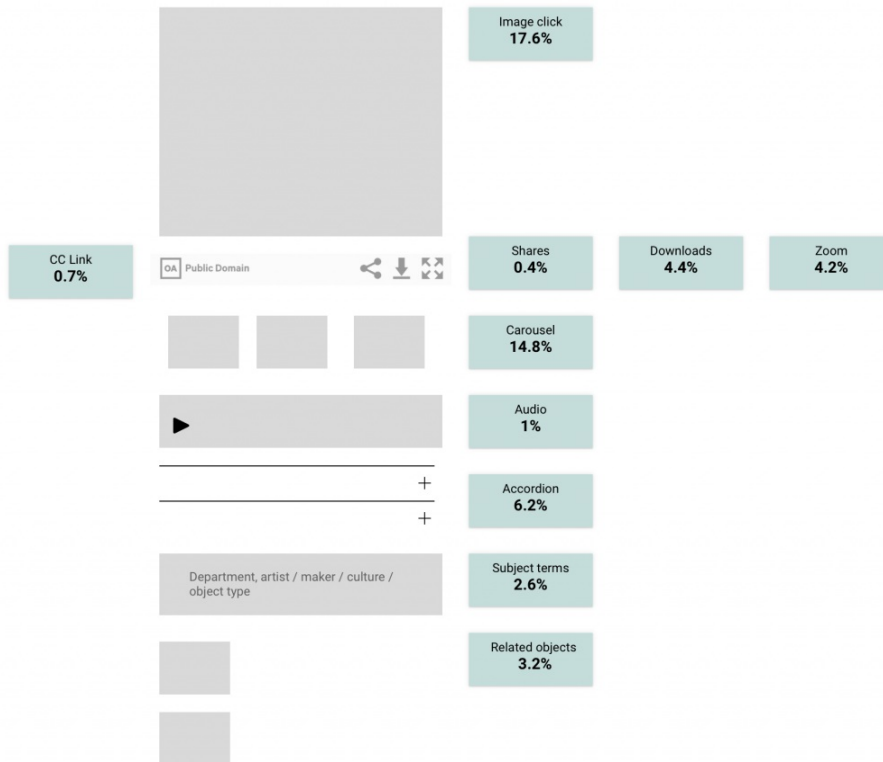 Image click
17.6%
CC Link
0.7%
OA Public Domain
Shares
0.4%
Downloads
4.4%
Zoom
4.2%
Carousel
14.8%
Audio
1%
Accordion
6.2%
Department, artist / maker / culture /
object type
Subject terms
2.6%
Related objects
3.2%